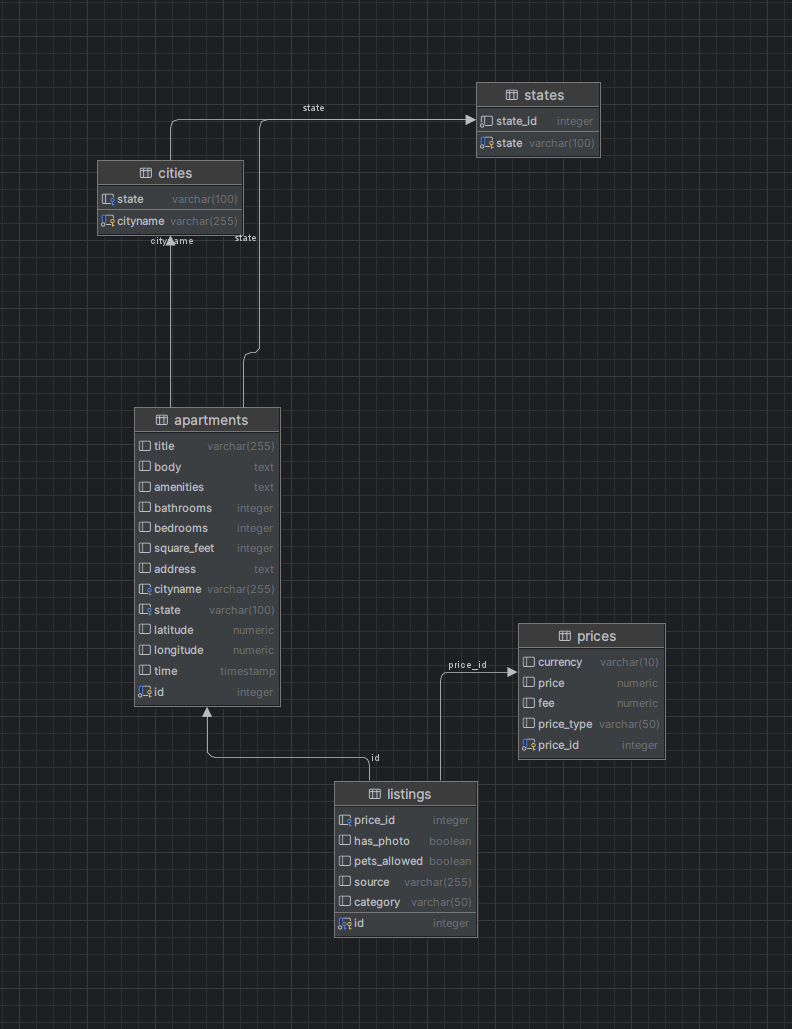 state
states
state_id integer
state varchar(100)
cities
state varchar(100)
cityname varchar(255)
cityname
state
apartments
title varchar(255)
body text
amenities text
bathrooms integer
bedrooms integer
square_feet integer
address text
cityname varchar(255)
state varchar(100)
latitude numeric
longitude numeric
time timestamp
id integer
prices
currency varchar(10)
price numeric
fee numeric
price_type varchar(50)
price_id integer
price_id
id
listings
price_id integer
has_photo boolean
pets_allowed boolean
source varchar(255)
category varchar(50)
id integer